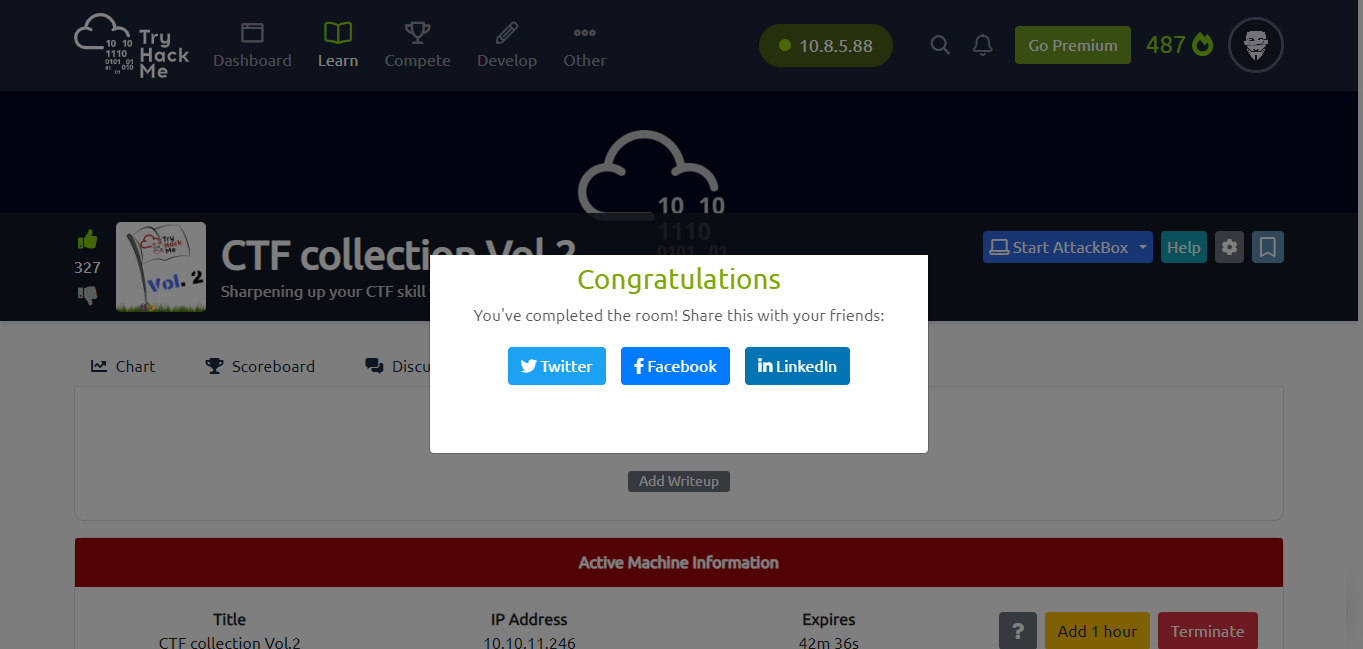 Try Hack Me
10 10
1110
0101 01
01 010
Dashboard
Learn
Compete
Develop
Other
10.8.5.88
Go Premium
487
10 10
1110
0101 01
327
Try Hack Me
Vol. 2
CTF collection Vol.2
Sharpening up your CTF skill
Start AttackBox
Help
Congratulations
You've completed the room! Share this with your friends:
Twitter
Facebook
LinkedIn
Chart
Scoreboard
Discu
Add Writeup
Active Machine Information
Title
IP Address
Expires
CTF collection Vol.2
10.10.11.246
42m 36s
?
Add 1 hour
Terminate